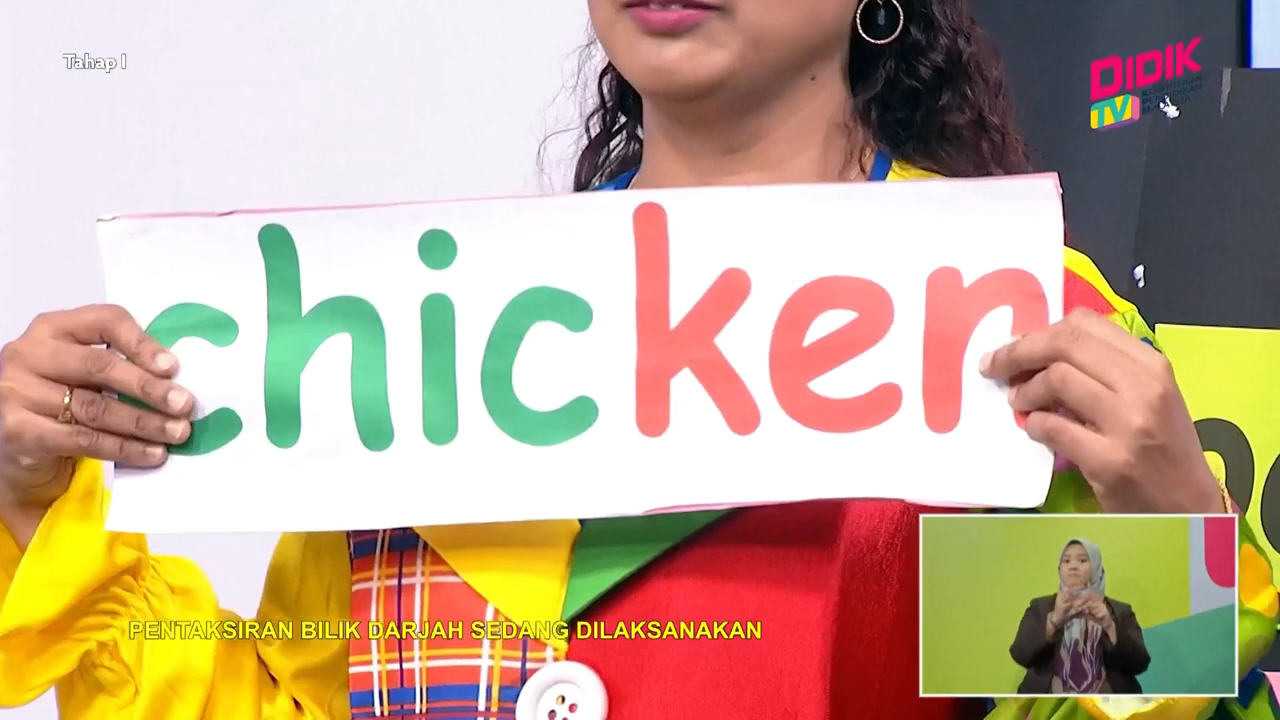 Tahap I
DIDIK
TV
chicken
PENTAKSIRAN BILIK DARJAH SEDANG DILAKSANAKAN